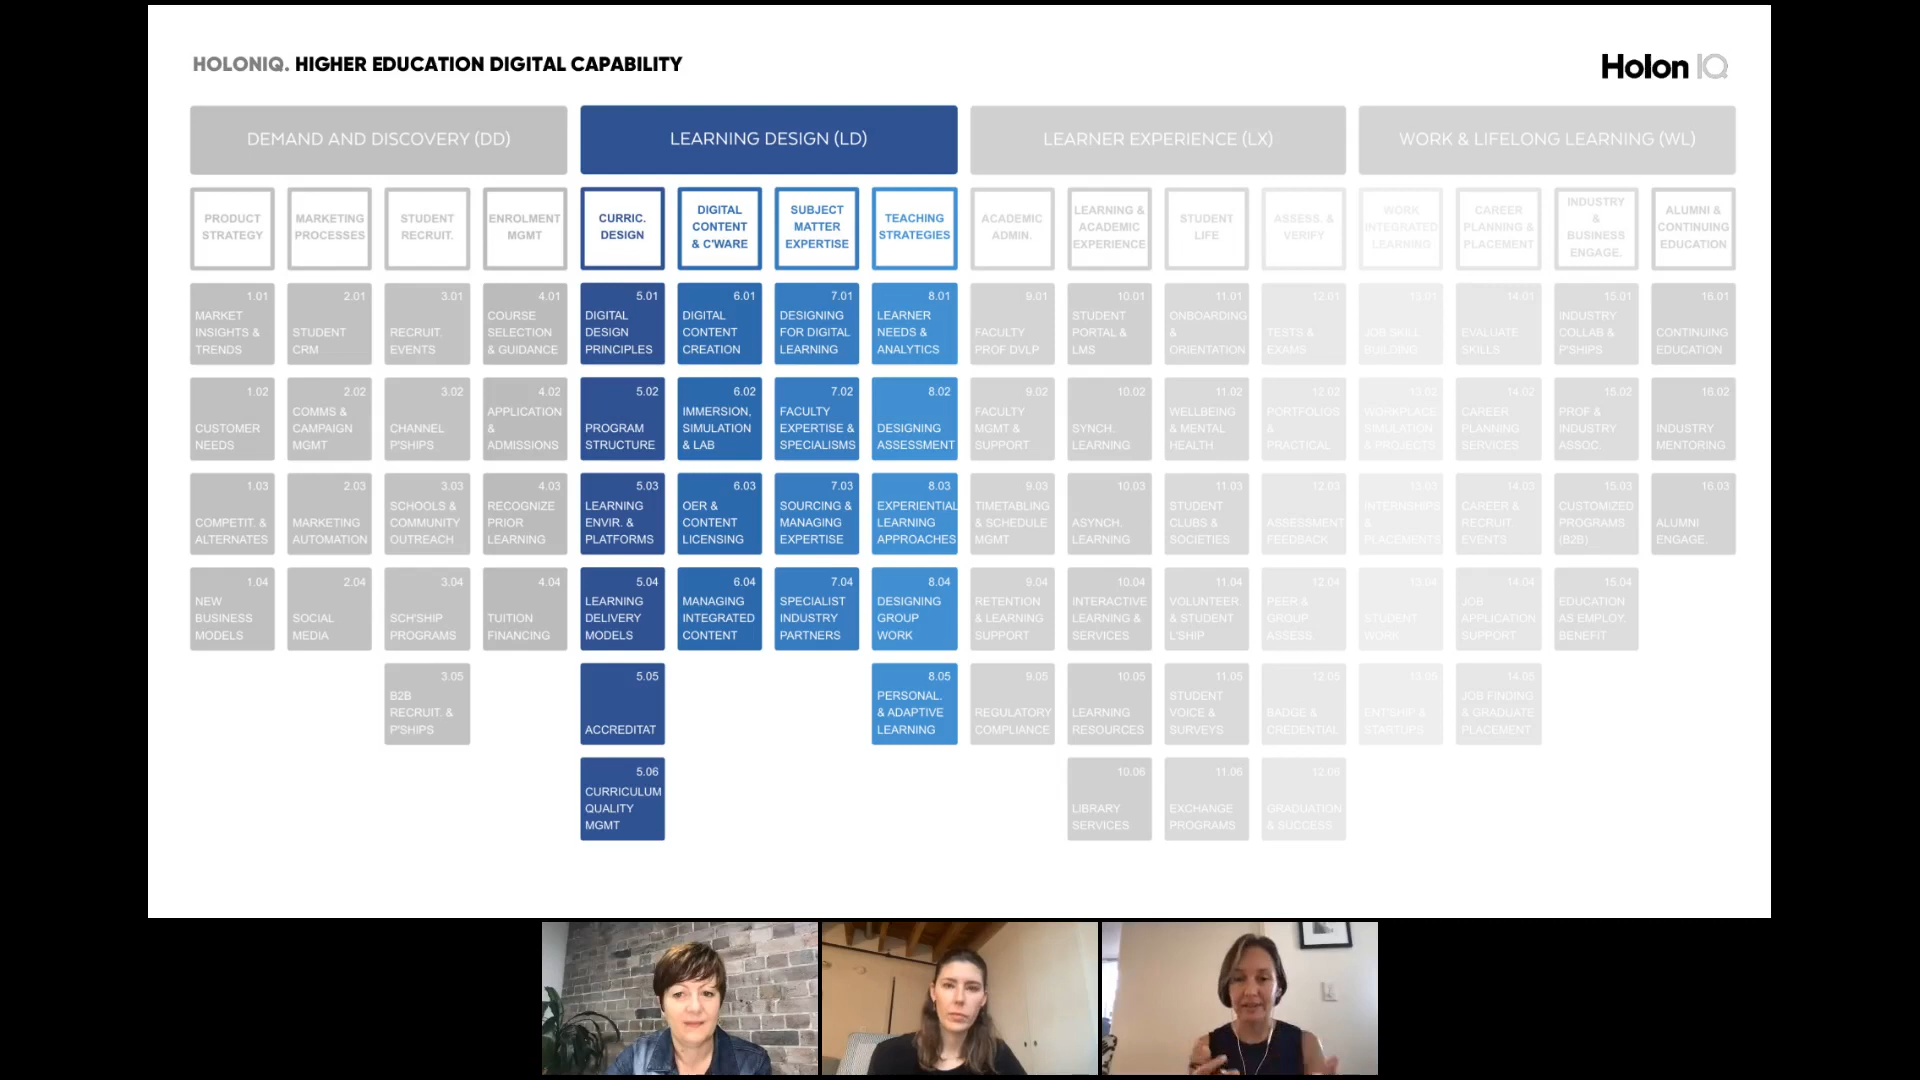 HOLONIQ. HIGHER EDUCATION DIGITAL CAPABILITY
Holon IQ
DEMAND AND DISCOVERY (DD)
LEARNING DESIGN (LD)
LEARNER EXPERIENCE (LX)
WORK & LIFELONG LEARNING (WL)
PRODUCT
STRATEGY
MARKETING
PROCESSES
STUDENT
RECRUIT.
ENROLMENT
MGMT
CURRIC.
DESIGN
DIGITAL
CONTENT
& C'WARE
SUBJECT
MATTER
EXPERTISE
TEACHING
STRATEGIES
ACADEMIC
ADMIN.
LEARNING &
ACADEMIC
EXPERIENCE
STUDENT
LIFE
ASSESS. &
VERIFY
WORK
INTEGRATED
LEARNING
CAREER
PLANNING &
PLACEMENT
INDUSTRY
&
BUSINESS
ENGAGE.
ALUMNI &
CONTINUING
EDUCATION
1.01
MARKET
INSIGHTS &
TRENDS
2.01
STUDENT
CRM
3.01
RECRUIT.
EVENTS
4.01
COURSE
SELECTION
& GUIDANCE
5.01
DIGITAL
DESIGN
PRINCIPLES
6.01
DIGITAL
CONTENT
CREATION
7.01
DESIGNING
FOR DIGITAL
LEARNING
8.01
LEARNER
NEEDS &
ANALYTICS
9.01
FACULTY
PROF DVLP
10.01
STUDENT
PORTAL &
LMS
11.01
ONBOARDING
&
ORIENTATION
12.01
TESTS &
EXAMS
13.01
JOB SKILL
BUILDING
14.01
EVALUATE
SKILLS
15.01
INDUSTRY
COLLAB &
P'SHIPS
16.01
CONTINUING
EDUCATION
1.02
CUSTOMER
NEEDS
2.02
COMMS &
CAMPAIGN
MGMT
3.02
CHANNEL
P'SHIPS
4.02
APPLICATION
&
ADMISSIONS
5.02
PROGRAM
STRUCTURE
6.02
IMMERSION,
SIMULATION
& LAB
7.02
FACULTY
EXPERTISE &
SPECIALISMS
8.02
DESIGNING
ASSESSMENT
9.02
FACULTY
MGMT &
SUPPORT
10.02
SYNCH.
LEARNING
11.02
WELLBEING
& MENTAL
HEALTH
12.02
PORTFOLIOS
&
PRACTICAL
13.02
WORKPLACE
SIMULATION
& PROJECTS
14.02
CAREER
PLANNING
SERVICES
15.02
PROF &
INDUSTRY
ASSOC.
16.02
INDUSTRY
MENTORING
1.03
COMPETIT. &
ALTERNATES
2.03
MARKETING
AUTOMATION
3.03
SCHOOLS &
COMMUNITY
OUTREACH
4.03
RECOGNIZE
PRIOR
LEARNING
5.03
LEARNING
ENVIR. &
PLATFORMS
6.03
OER &
CONTENT
LICENSING
7.03
SOURCING &
MANAGING
EXPERTISE
8.03
EXPERIENTIAL
LEARNING
APPROACHES
9.03
TIMETABLING
& SCHEDULE
MGMT
10.03
ASYNCH.
LEARNING
11.03
STUDENT
CLUBS &
SOCIETIES
12.03
ASSESSMENT
FEEDBACK
13.03
INTERNSHIPS
&
PLACEMENTS
14.03
CAREER &
RECRUIT
EVENTS
15.03
CUSTOMIZED
PROGRAMS
(B2B)
16.03
ALUMNI
ENGAGE.
1.04
NEW
BUSINESS
MODELS
2.04
SOCIAL
MEDIA
3.04
SCH'SHIP
PROGRAMS
4.04
TUITION
FINANCING
5.04
LEARNING
DELIVERY
MODELS
6.04
MANAGING
INTEGRATED
CONTENT
7.04
SPECIALIST
INDUSTRY
PARTNERS
8.04
DESIGNING
GROUP
WORK
9.04
RETENTION
& LEARNING
SUPPORT
10.04
INTERACTIVE
LEARNING &
SERVICES
11.04
VOLUNTEER.
& STUDENT
L'SHIP
12.04
PEER &
GROUP
ASSESS.
13.04
STUDENT
WORK
14.04
JOB
APPLICATION
SUPPORT
15.04
EDUCATION
AS EMPLOY.
BENEFIT
3.05
B2B
RECRUIT. &
P'SHIPS
5.05
ACCREDITAT
8.05
PERSONAL.
& ADAPTIVE
LEARNING
9.05
REGULATORY
COMPLIANCE
10.05
LEARNING
RESOURCES
11.05
STUDENT
VOICE &
SURVEYS
12.05
BADGE &
CREDENTIAL
13.05
ENT'SHIP &
STARTUPS
14.05
JOB FINDING
& GRADUATE
PLACEMENT
5.06
CURRICULUM
QUALITY
MGMT
10.06
LIBRARY
SERVICES
11.06
EXCHANGE
PROGRAMS
12.06
GRADUATION
& SUCCESS